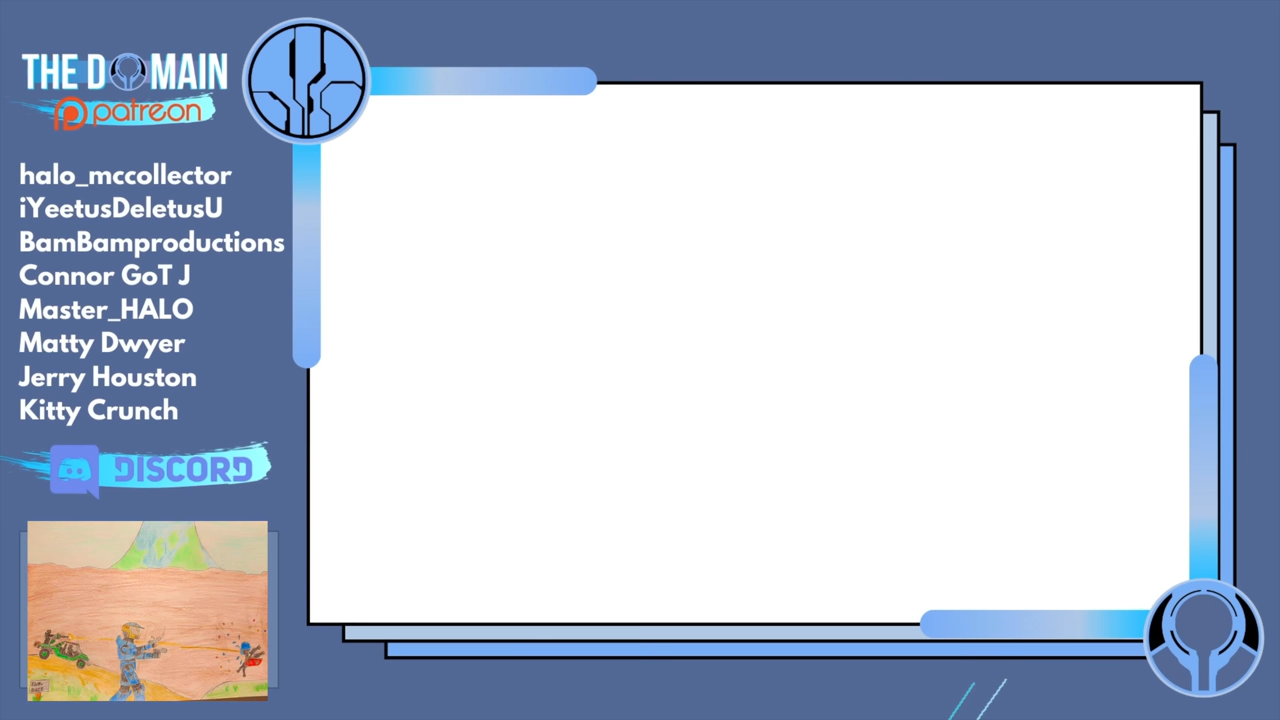 THE DOMAIN
patreon
halo_mccollector
iYeetusDeletusU
BamBamproductions
Connor GoT J
Master_HALO
Matty Dwyer
Jerry Houston
Kitty Crunch
DISCORD